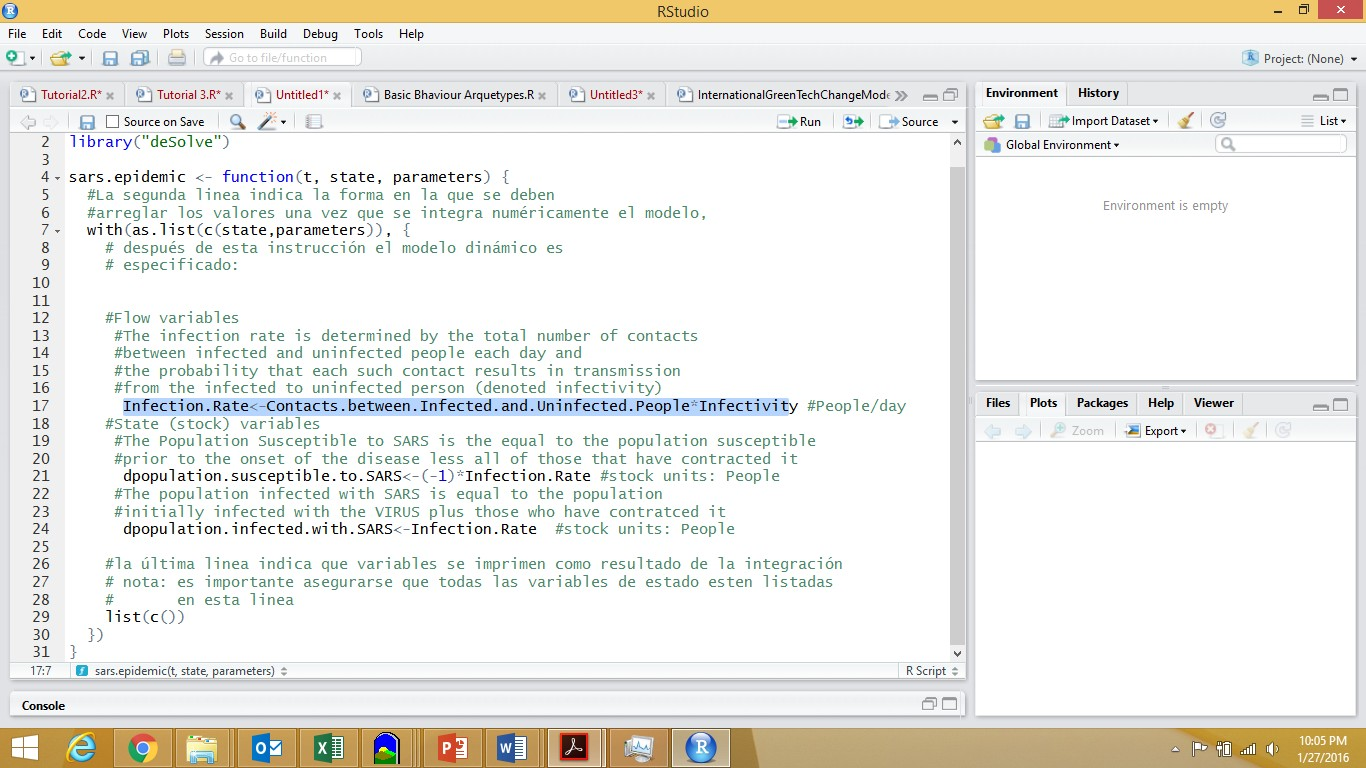 RStudio
File Edit Code View Plots Session Build Debug Tools Help
Go to file/function
Project: (None)
Tutorial2.R* Tutorial 3.R* Untitled1* Basic Bhaviour Arquetypes.R Untitled3* InternationalGreenTechChangeMode
Source on Save Run Source
2 library("deSolve")
3
4 sars.epidemic <- function(t, state, parameters) {
5 #La segunda linea indica la forma en la que se deben
6 #arreglar los valores una vez que se integra numéricamente el modelo,
7 with(as.list(c(state,parameters)), {
8 # después de esta instrucción el modelo dinámico es
9 # especificado:
10
11
12 #Flow variables
13 #The infection rate is determined by the total number of contacts
14 #between infected and uninfected people each day and
15 #the probability that each such contact results in transmission
16 #from the infected to uninfected person (denoted infectivity)
17 Infection.Rate<-Contacts.between.Infected.and.Uninfected.People*Infectivity #People/day
18 #State (stock) variables
19 #The Population Susceptible to SARS is the equal to the population susceptible
20 #prior to the onset of the disease less all of those that have contracted it
21 dpopulation.susceptible.to.SARS<-(-1)*Infection.Rate #stock units: People
22 #The population infected with SARS is equal to the population
23 #initially infected with the VIRUS plus those who have contratced it
24 dpopulation.infected.with.SARS<-Infection.Rate #stock units: People
25
26 #la última linea indica que variables se imprimen como resultado de la integración
27 # nota: es importante asegurarse que todas las variables de estado esten listadas
28 # en esta linea
29 list(c())
30 })
31 }
17:7 sars.epidemic(t, state, parameters) R Script
Console
Environment History
Import Dataset List
Global Environment
Environment is empty
Files Plots Packages Help Viewer
Zoom Export
10:05 PM
1/27/2016